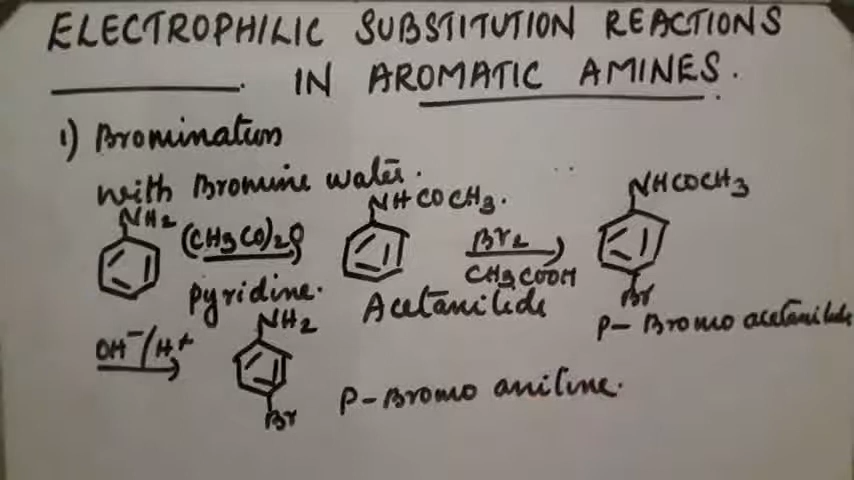 ELECTROPHILIC SUBSTITUTION REACTIONS
IN AROMATIC AMINES.
1) Bromination
with Bromine water.
NH2 (CH3CO)2O NHCOCH3. Br2 NHCOCH3
pyridine. CH3COOH
Acetanilide Br
P- Bromo acetanilide
OH-/H+ NH2
P-Bromo aniline.
Br